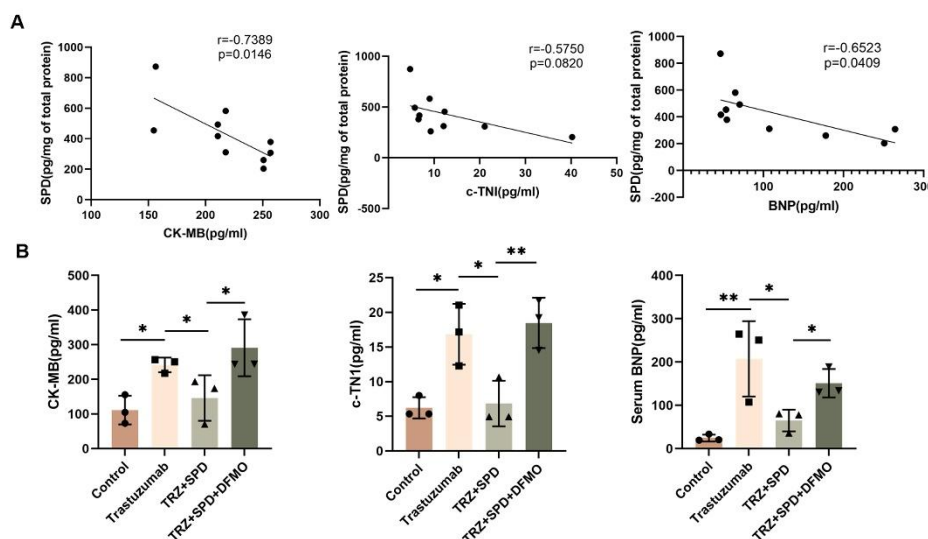 A
r=-0.7389
p=0.0146
SPD(pg/mg of total protein)
1000
800
600
400
200
0
100
200
300
CK-MB(pg/ml)
r=-0.5750
p=0.0820
SPD(pg/mg of total protein)
1000
500
0
-500
10
20
30
40
50
c-TNI(pg/ml)
r=-0.6523
p=0.0409
SPD(pg/mg of total protein)
1000
800
600
400
200
0
-200
100
200
300
BNP(pg/ml)
B
CK-MB(pg/ml)
500
400
300
200
100
0
*
*
*
Control
Trastuzumab
TRZ+SPD
TRZ+SPD+DFMO
c-TN1(pg/ml)
25
20
15
10
5
0
*
*
**
Control
Trastuzumab
TRZ+SPD
TRZ+SPD+DFMO
Serum BNP(pg/ml)
400
300
200
100
0
**
*
*
Control
Trastuzumab
TRZ+SPD
TRZ+SPD+DFMO